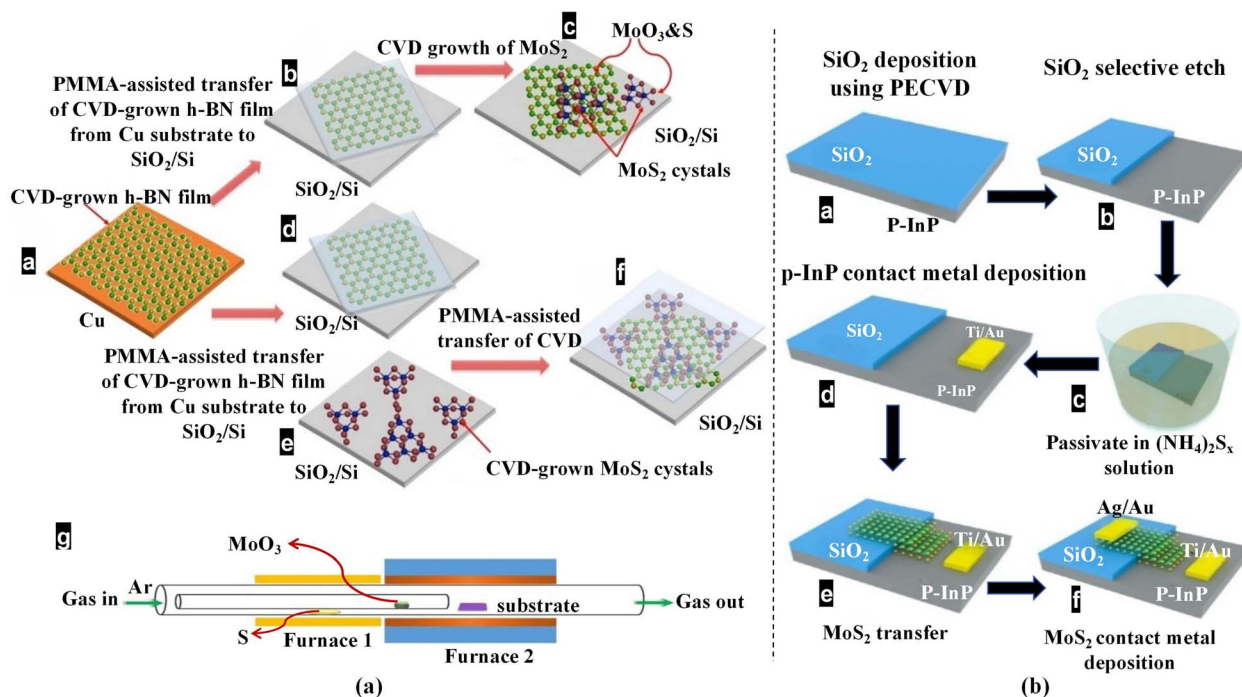 a
CVD-grown h-BN film
Cu
PMMA-assisted transfer
of CVD-grown h-BN film
from Cu substrate to
SiO₂/Si
b
SiO₂/Si
CVD growth of MoS₂
c
MoO₃&S
SiO₂/Si
MoS₂ cystals
d
SiO₂/Si
PMMA-assisted transfer
of CVD-grown h-BN film
from Cu substrate to
SiO₂/Si
e
SiO₂/Si
CVD-grown MoS₂ cystals
PMMA-assisted
transfer of CVD
f
SiO₂/Si
g
MoO₃
Ar
Gas in
S
Furnace 1
substrate
Furnace 2
Gas out
(a)
SiO₂ deposition
using PECVD
SiO₂
a
P-InP
SiO₂ selective etch
SiO₂
P-InP
b
c
Passivate in (NH₄)₂Sₓ
solution
p-InP contact metal deposition
SiO₂
Ti/Au
P-InP
d
SiO₂
Ti/Au
P-InP
e
MoS₂ transfer
Ag/Au
SiO₂
Ti/Au
P-InP
f
MoS₂ contact metal
deposition
(b)